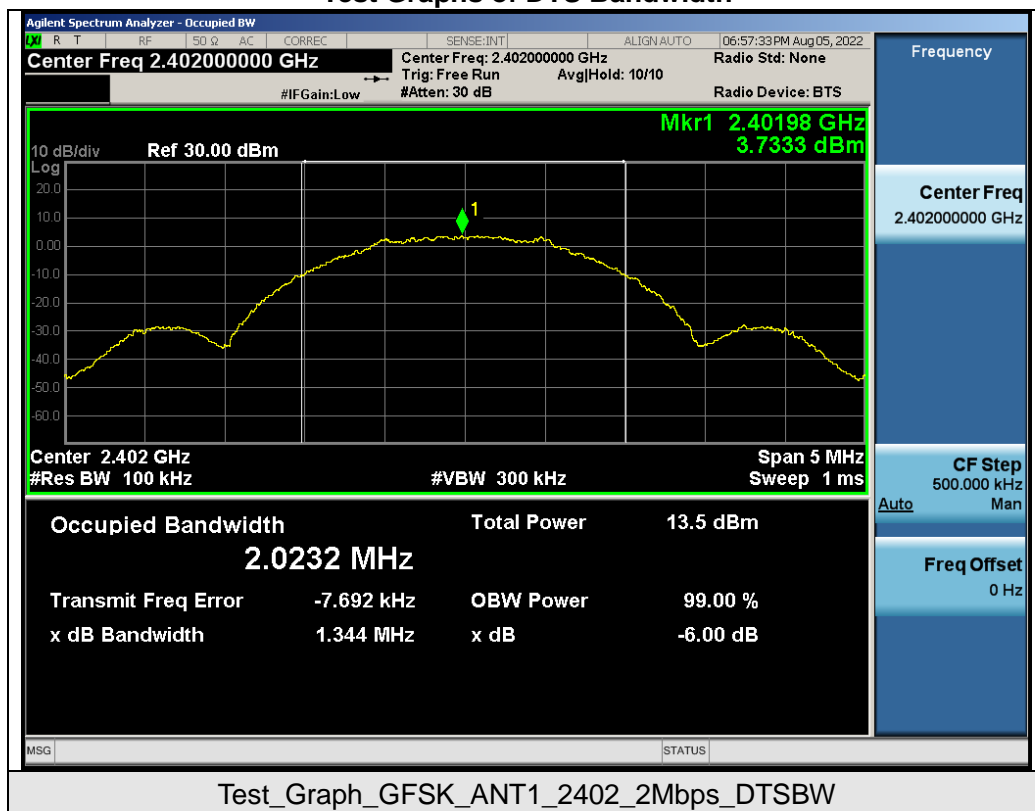 Agilent Spectrum Analyzer - Occupied BW
LXI R T RF 50 Ω AC CORREC SENSE:INT ALIGN AUTO 06:57:33 PM Aug 05, 2022
Center Freq 2.402000000 GHz
Center Freq: 2.402000000 GHz
Radio Std: None
Trig: Free Run Avg|Hold: 10/10
#IFGain:Low
#Atten: 30 dB
Radio Device: BTS
Frequency
Mkr1 2.40198 GHz
3.7333 dBm
10 dB/div Ref 30.00 dBm
Log
20.0
10.0
0.00
-10.0
-20.0
-30.0
-40.0
-50.0
-60.0
1
Center 2.402 GHz
Span 5 MHz
#Res BW 100 kHz
#VBW 300 kHz
Sweep 1 ms
Occupied Bandwidth
2.0232 MHz
Total Power 13.5 dBm
Transmit Freq Error -7.692 kHz
OBW Power 99.00 %
x dB Bandwidth 1.344 MHz
x dB -6.00 dB
Center Freq
2.402000000 GHz
CF Step
500.000 kHz
Auto Man
Freq Offset
0 Hz
MSG
STATUS
Test_Graph_GFSK_ANT1_2402_2Mbps_DTSBW